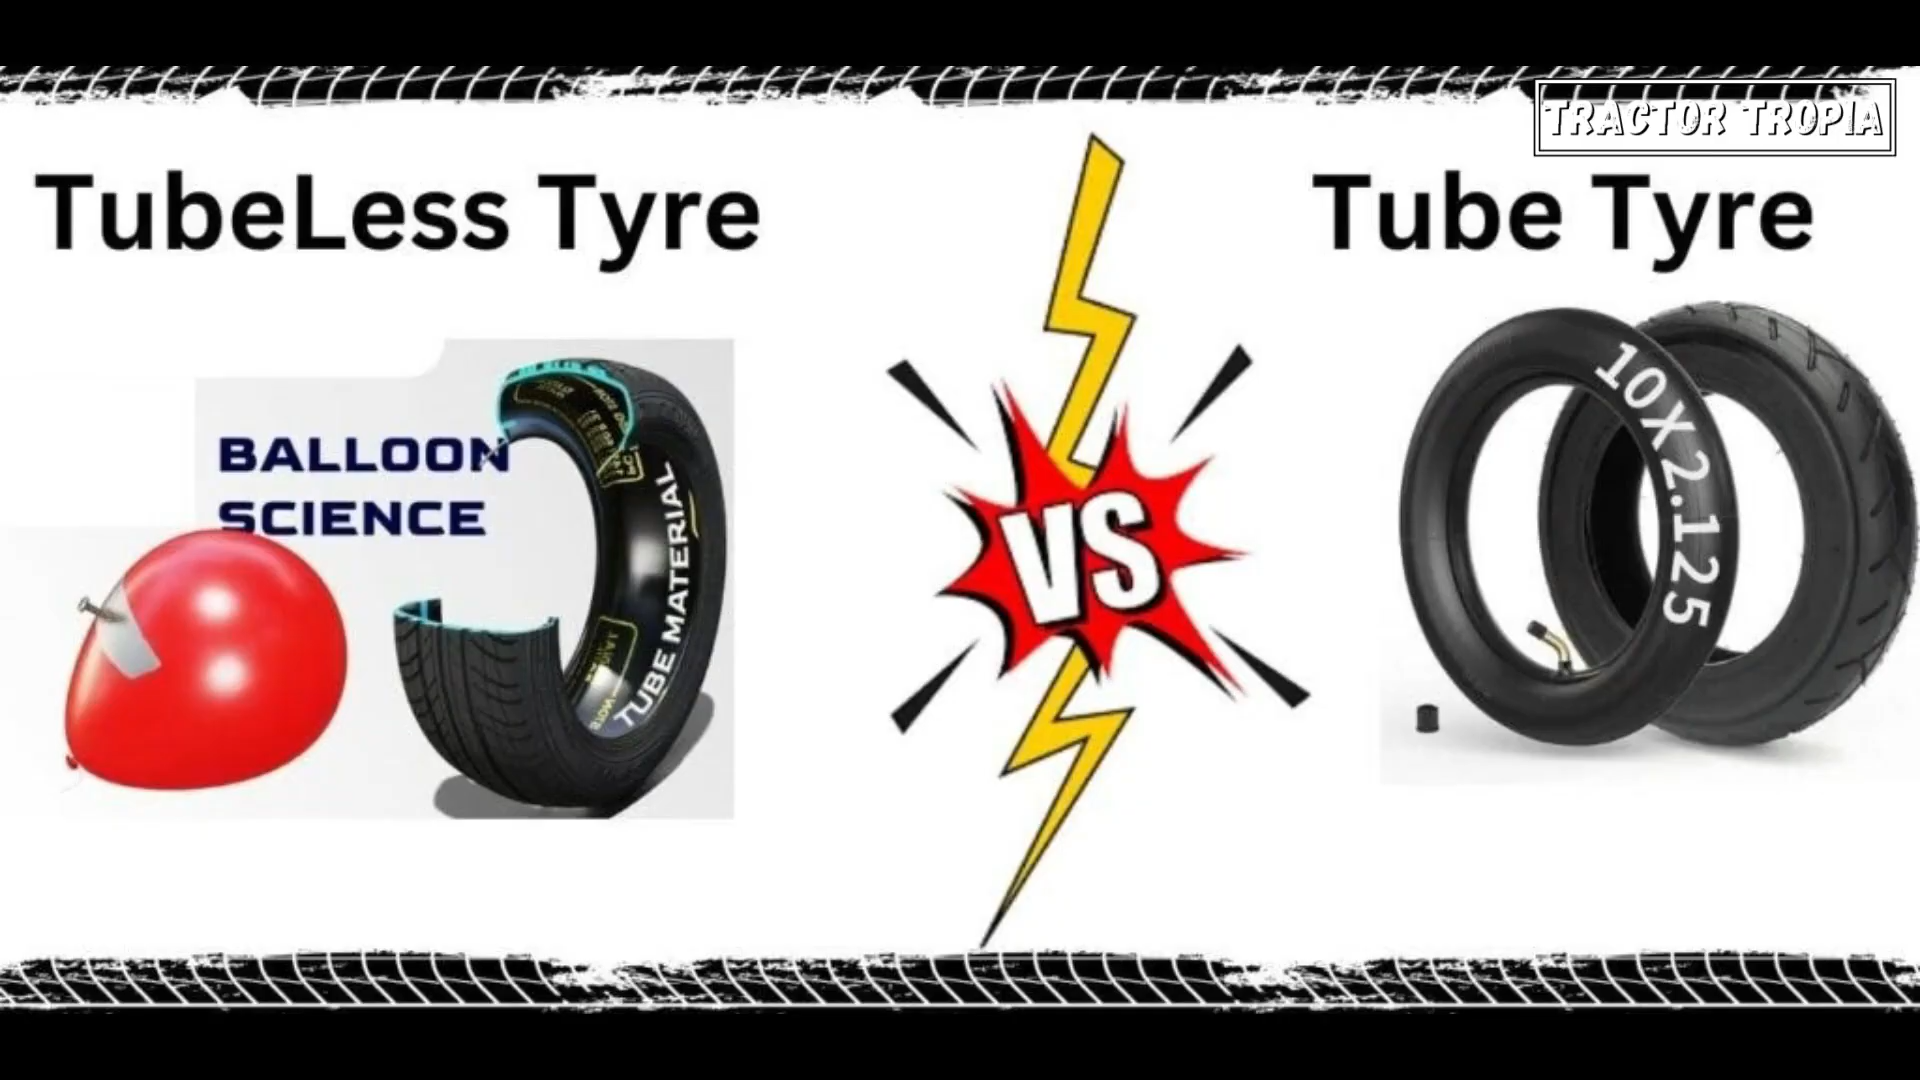 TRACTOR TROPIA
TubeLess Tyre
Tube Tyre
BALLOON
SCIENCE
TUBE MATERIAL
VS
10X2.125